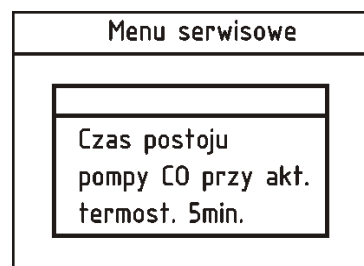 Menu serwisowe
Czas postoju
pompy CO przy akt.
termost. 5min.